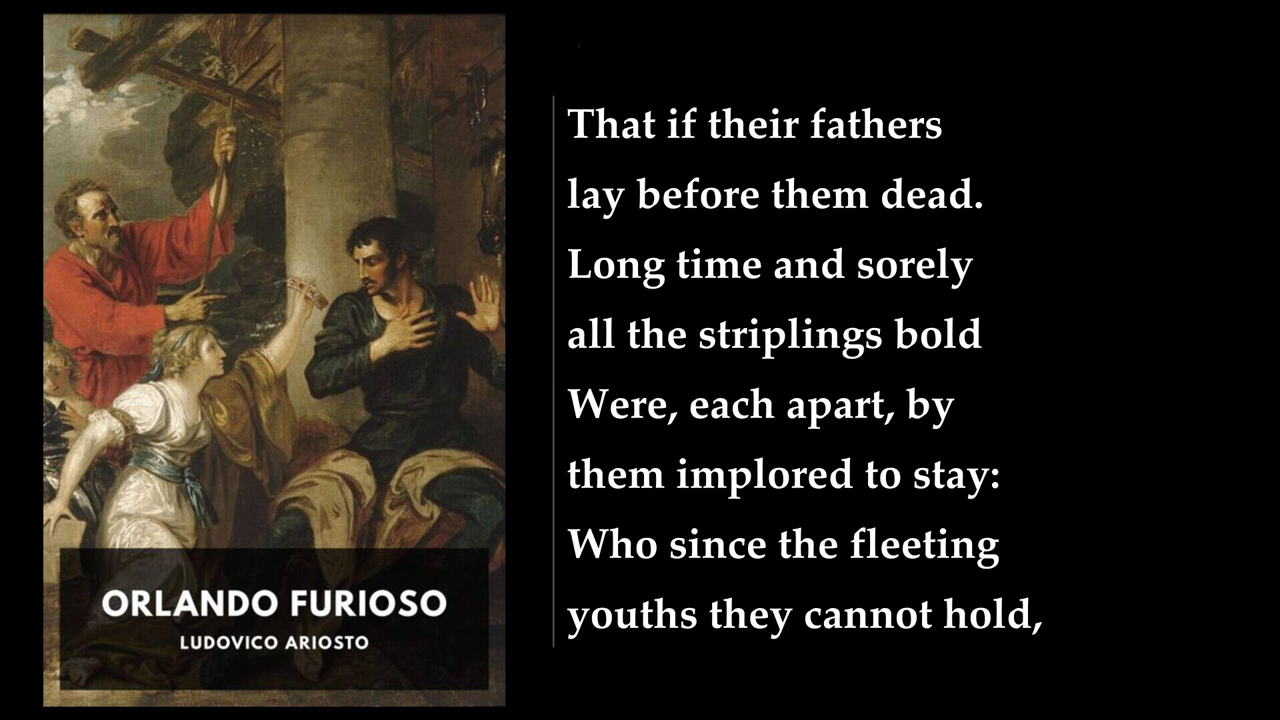 That if their fathers
lay before them dead.
Long time and sorely
all the striplings bold
Were, each apart, by
them implored to stay:
Who since the fleeting
youths they cannot hold,
ORLANDO FURIOSO
LUDOVICO ARIOSTO